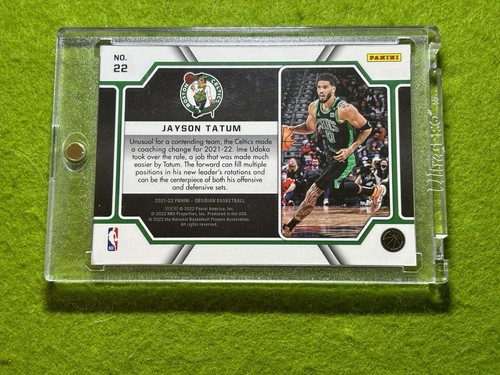 NO.
22
PANINI
BOSTON
CELTICS
JAYSON TATUM
Unusual for a contending team, the Celtics made
a coaching change for 2021-22. Ime Udoka
took over the role, a job that was made much
easier by Tatum. The forward can fill multiple
positions in his new leader's rotations and
can be the centerpiece of both his offensive
and defensive sets.
2021-22 PANINI - OBSIDIAN BASKETBALL
© 2022 Panini America, Inc.
© 2022 NBA Properties, Inc. Produced in the USA.
© 2022 the National Basketball Players Association.
All rights reserved.